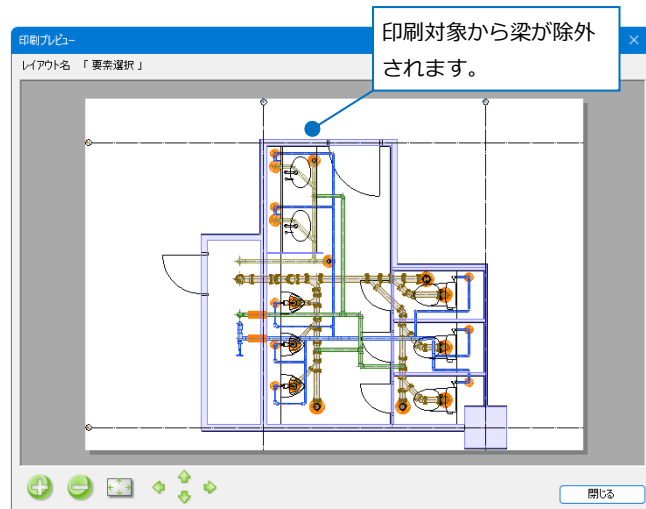 印刷プレビュー
印刷対象から梁が除外
されます。
レイアウト名 「 要素選択 」
閉じる